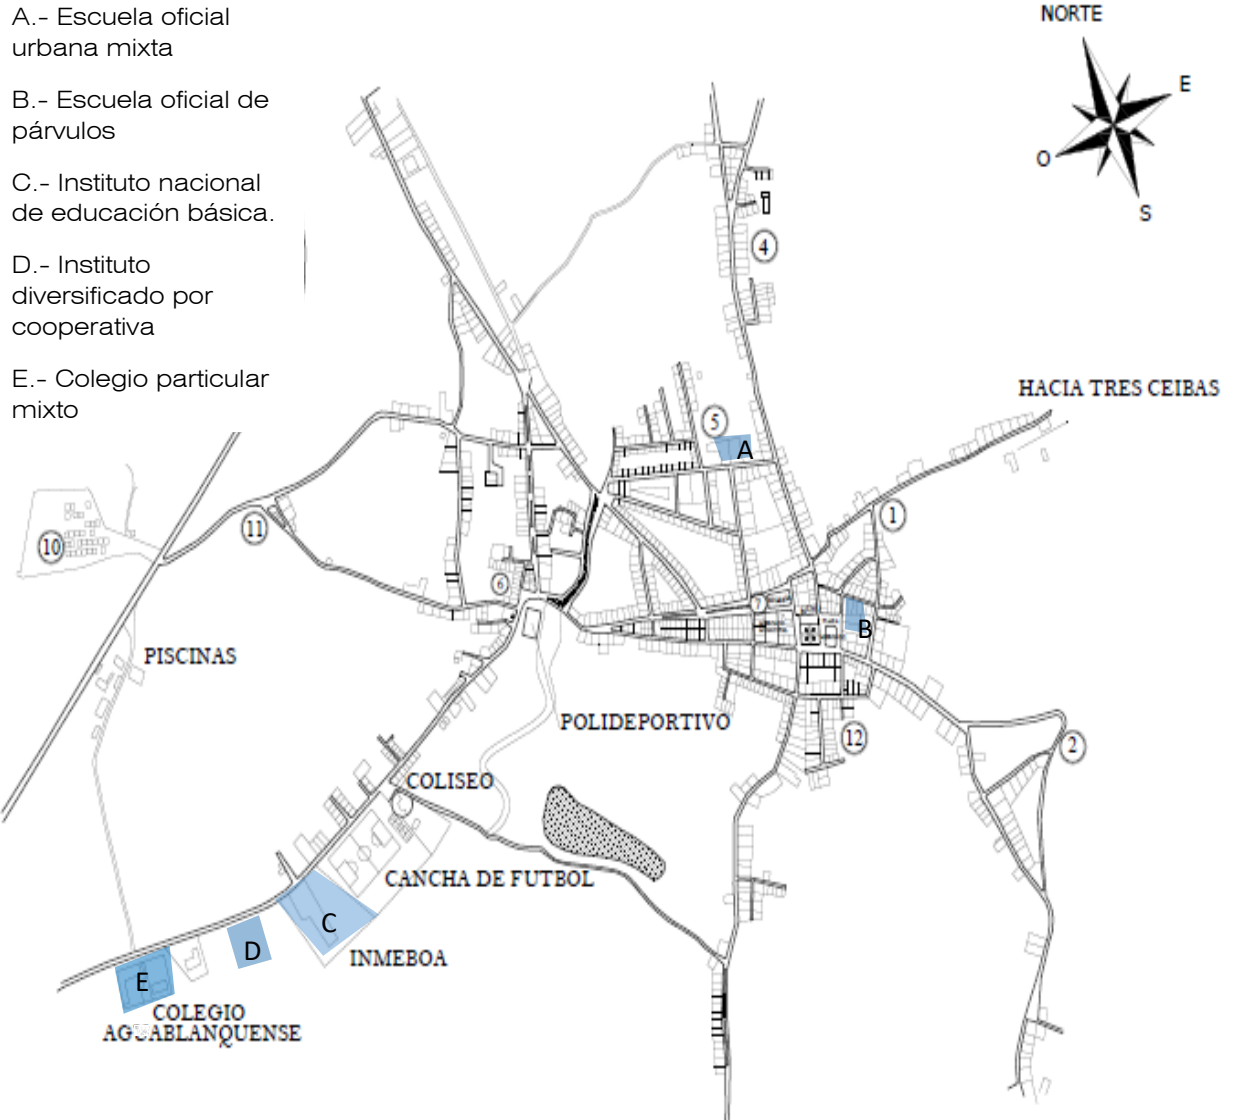 A.- Escuela oficial
urbana mixta
B.- Escuela oficial de
párvulos
C.- Instituto nacional
de educación básica.
D.- Instituto
diversificado por
cooperativa
E.- Colegio particular
mixto
NORTE
E
O
S
4
HACIA TRES CEIBAS
5
A
1
11
10
6
7
B
PISCINAS
POLIDEPORTIVO
12
2
COLISEO
CANCHA DE FUTBOL
C
D
INMEBOA
E
COLEGIO
AGUABLANQUENSE